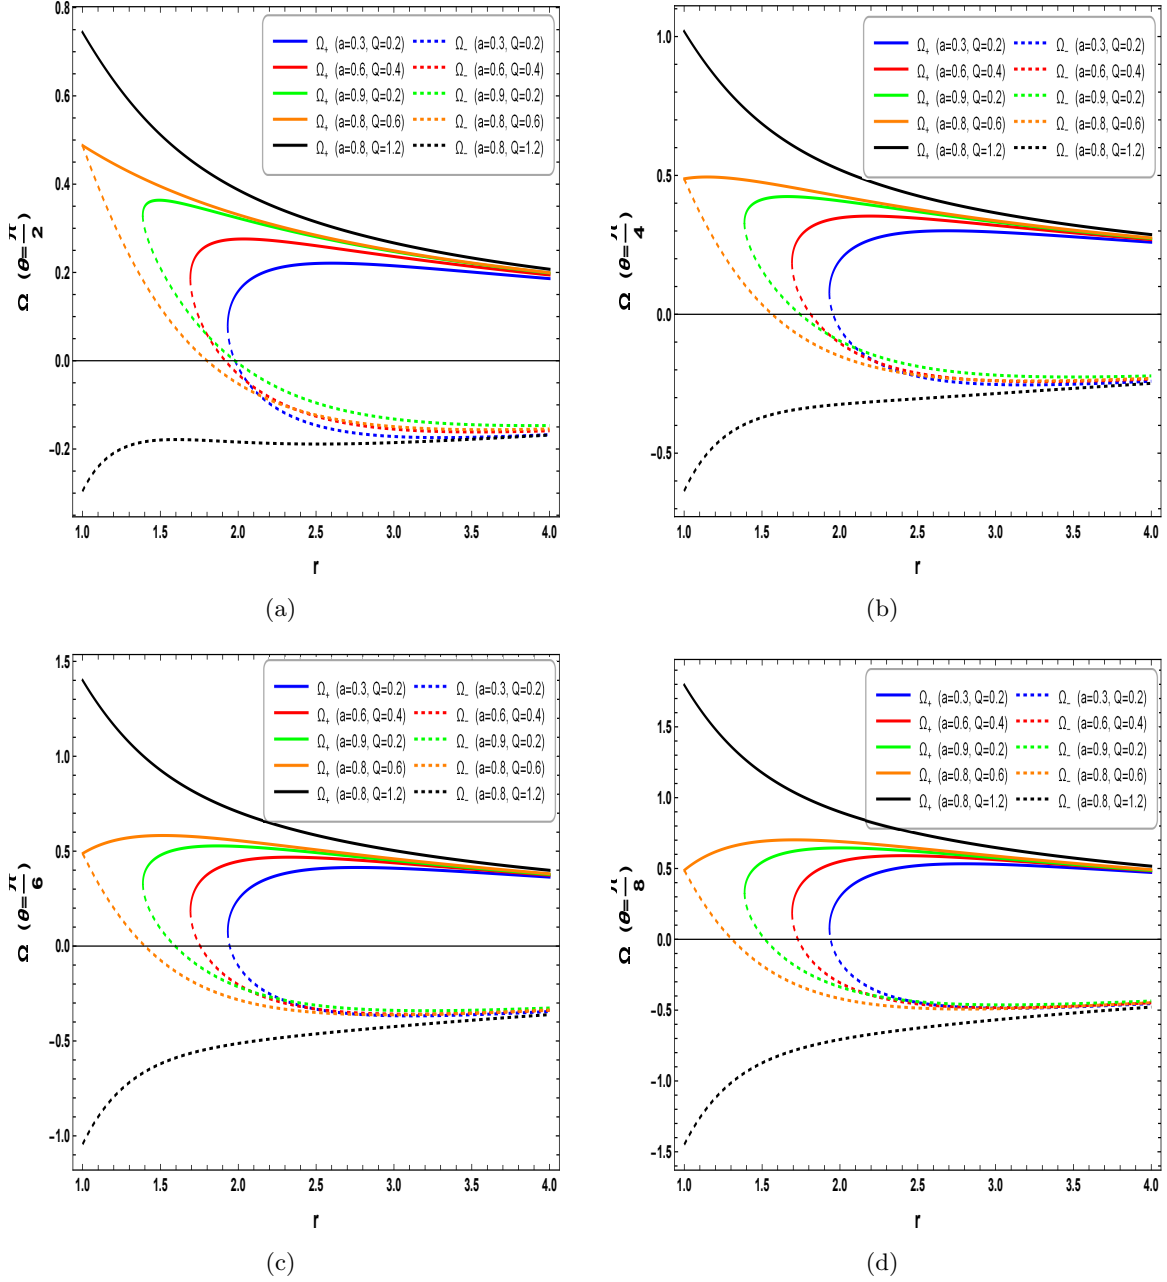 Ω₊ (a=0.3, Q=0.2) Ω₋ (a=0.3, Q=0.2)
Ω₊ (a=0.6, Q=0.4) Ω₋ (a=0.6, Q=0.4)
Ω₊ (a=0.9, Q=0.2) Ω₋ (a=0.9, Q=0.2)
Ω₊ (a=0.8, Q=0.6) Ω₋ (a=0.8, Q=0.6)
Ω₊ (a=0.8, Q=1.2) Ω₋ (a=0.8, Q=1.2)
0.8
0.6
0.4
0.2
0.0
−0.2
Ω (θ=π/2)
1.0 1.5 2.0 2.5 3.0 3.5 4.0
r
(a)
Ω₊ (a=0.3, Q=0.2) Ω₋ (a=0.3, Q=0.2)
Ω₊ (a=0.6, Q=0.4) Ω₋ (a=0.6, Q=0.4)
Ω₊ (a=0.9, Q=0.2) Ω₋ (a=0.9, Q=0.2)
Ω₊ (a=0.8, Q=0.6) Ω₋ (a=0.8, Q=0.6)
Ω₊ (a=0.8, Q=1.2) Ω₋ (a=0.8, Q=1.2)
1.0
0.5
0.0
−0.5
Ω (θ=π/4)
1.0 1.5 2.0 2.5 3.0 3.5 4.0
r
(b)
Ω₊ (a=0.3, Q=0.2) Ω₋ (a=0.3, Q=0.2)
Ω₊ (a=0.6, Q=0.4) Ω₋ (a=0.6, Q=0.4)
Ω₊ (a=0.9, Q=0.2) Ω₋ (a=0.9, Q=0.2)
Ω₊ (a=0.8, Q=0.6) Ω₋ (a=0.8, Q=0.6)
Ω₊ (a=0.8, Q=1.2) Ω₋ (a=0.8, Q=1.2)
1.5
1.0
0.5
0.0
−0.5
−1.0
Ω (θ=π/6)
1.0 1.5 2.0 2.5 3.0 3.5 4.0
r
(c)
Ω₊ (a=0.3, Q=0.2) Ω₋ (a=0.3, Q=0.2)
Ω₊ (a=0.6, Q=0.4) Ω₋ (a=0.6, Q=0.4)
Ω₊ (a=0.9, Q=0.2) Ω₋ (a=0.9, Q=0.2)
Ω₊ (a=0.8, Q=0.6) Ω₋ (a=0.8, Q=0.6)
Ω₊ (a=0.8, Q=1.2) Ω₋ (a=0.8, Q=1.2)
1.5
1.0
0.5
0.0
−0.5
−1.0
−1.5
Ω (θ=π/8)
1.0 1.5 2.0 2.5 3.0 3.5 4.0
r
(d)